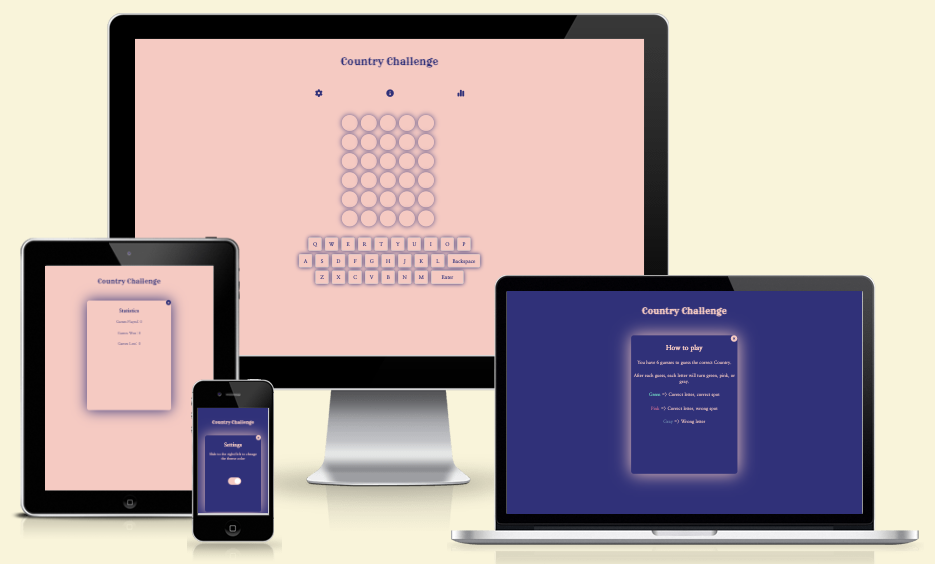 Country Challenge
Q W E R T Y U I O P
A S D F G H J K L Backspace
Z X C V B N M Enter
Country Challenge
Statistics
Games Played: 0
Games Won: 0
Games Lost: 0
Country Challenge
Settings
Slide to the right/left to change
the theme color
Country Challenge
How to play
You have 6 guesses to guess the correct Country.
After each guess, each letter will turn green, pink, or
gray.
Green => Correct letter, correct spot
Pink => Correct letter, wrong spot
Gray => Wrong letter